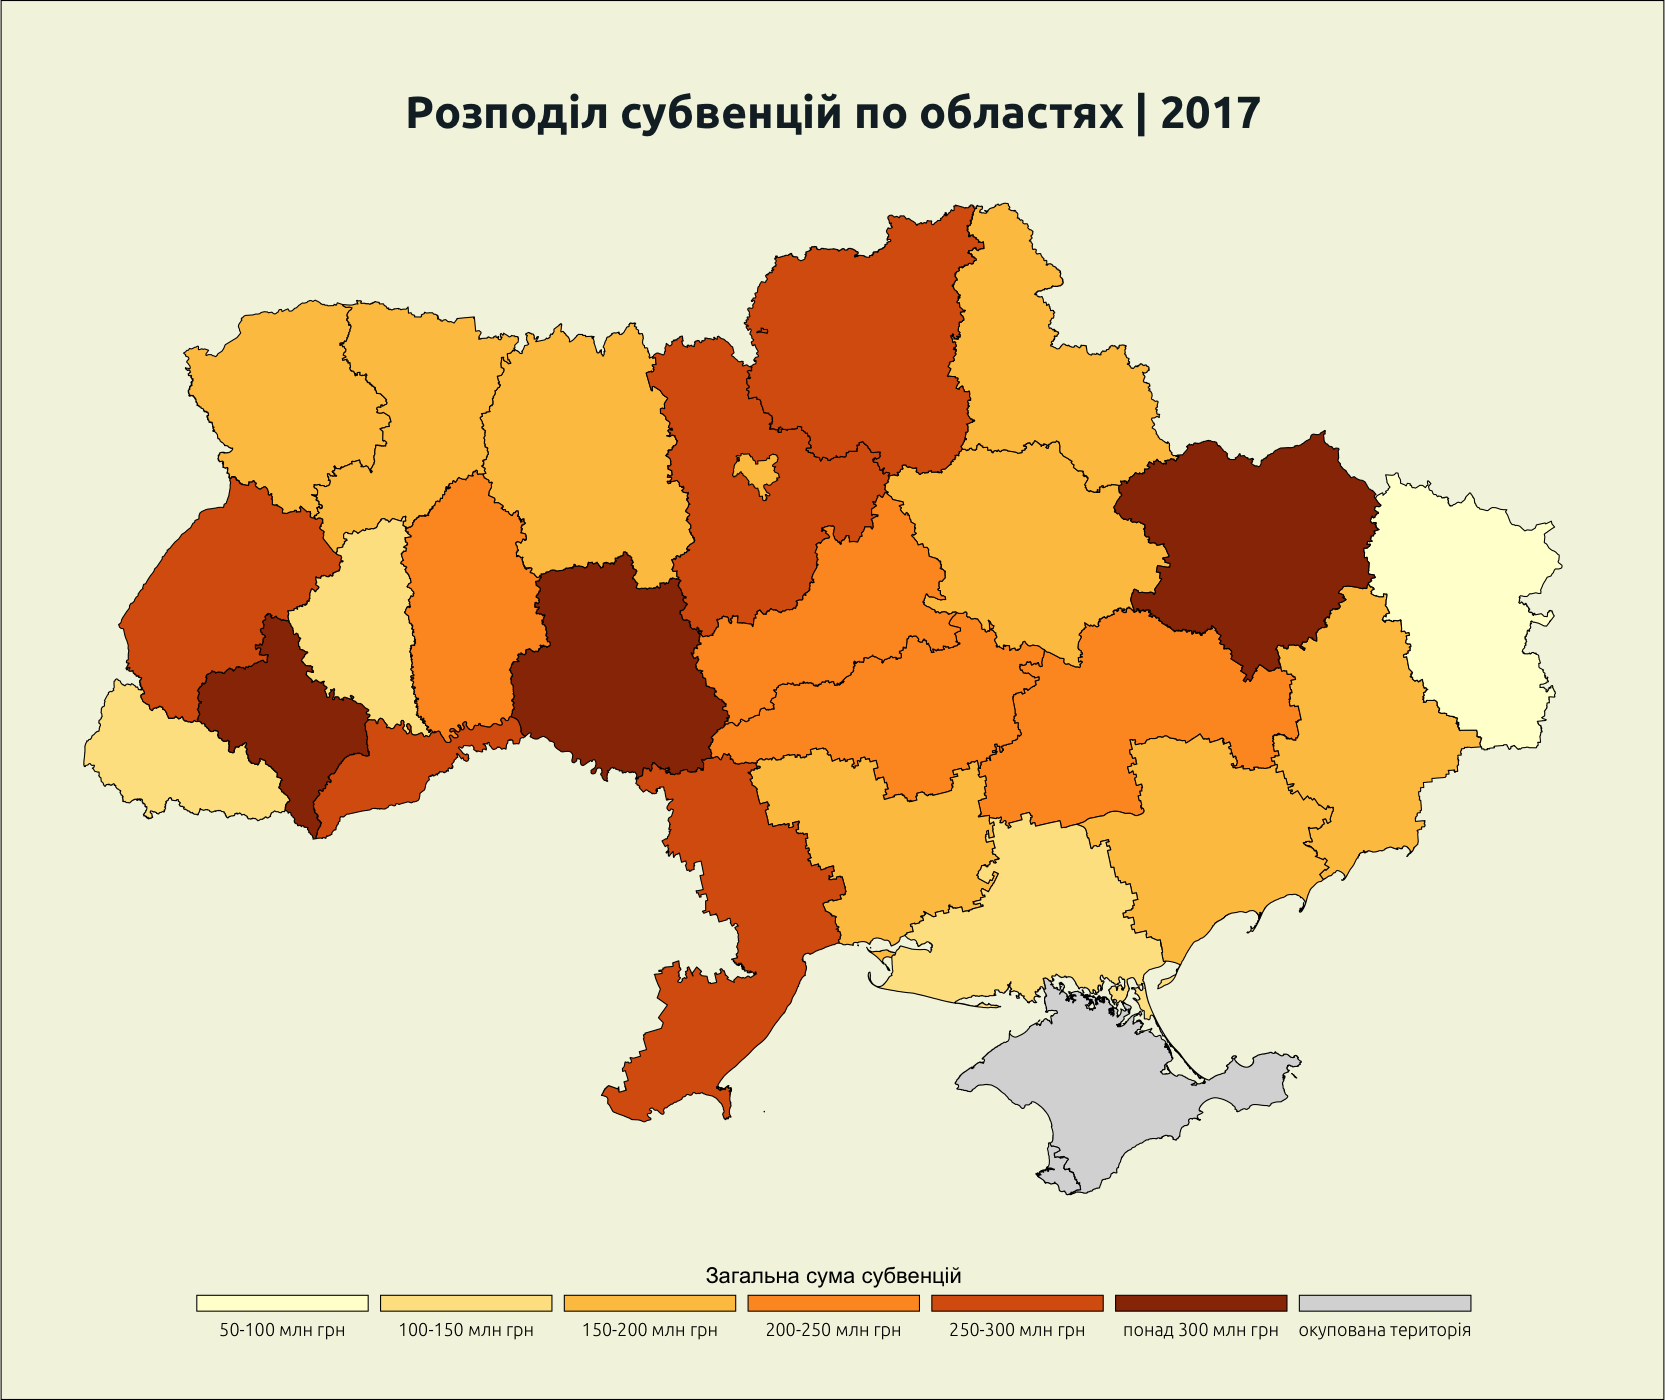 Розподіл субвенцій по областях | 2017
Загальна сума субвенцій
50-100 млн грн
100-150 млн грн
150-200 млн грн
200-250 млн грн
250-300 млн грн
понад 300 млн грн
окупована територія